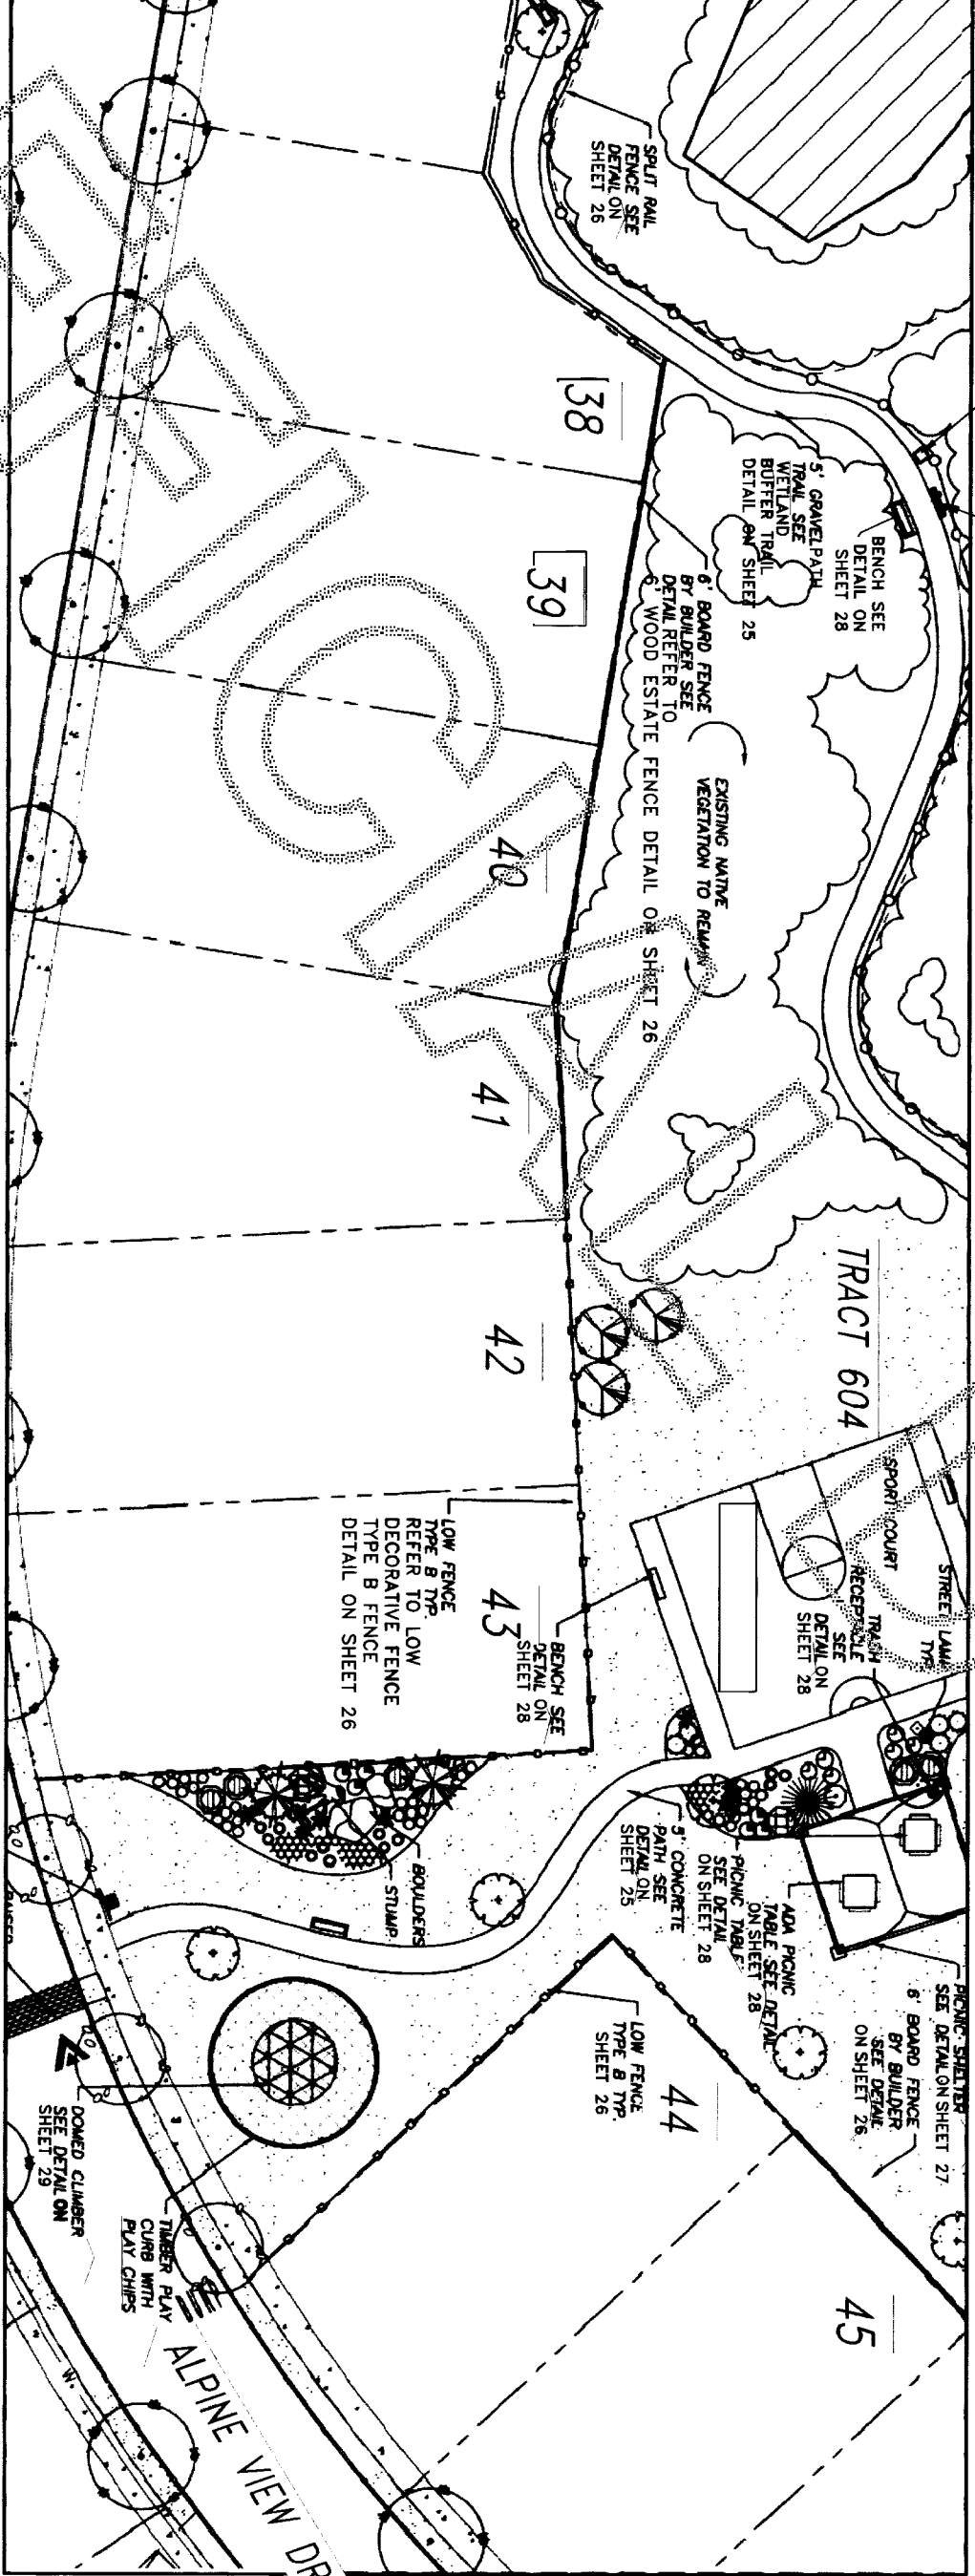 SPLIT RAIL
FENCE SEE
DETAIL ON
SHEET 26
38
39
40
41
42
43
44
45
BENCH SEE
DETAIL ON
SHEET 28
5' GRAVEL PATH
TRAIL SEE
WETLAND
BUFFER TRAIL
DETAIL ON SHEET 25
6' BOARD FENCE
BY BUILDER SEE
DETAIL REFER TO
6' WOOD ESTATE FENCE DETAIL ON SHEET 26
EXISTING NATIVE
VEGETATION TO REMAIN
TRACT 604
SPORT COURT
STREET LAMP
TYP.
TRASH
RECEPTACLE
SEE
DETAIL ON
SHEET 28
LOW FENCE
TYPE B TYP.
REFER TO LOW
DECORATIVE FENCE
TYPE B FENCE
DETAIL ON SHEET 26
BENCH SEE
DETAIL ON
SHEET 28
BOULDERS
STUMP
5' CONCRETE
PATH SEE
DETAIL ON
SHEET 25
PICNIC TABLE
SEE DETAIL
ON SHEET 28
ADA PICNIC
TABLE SEE DETAIL
ON SHEET 28
PICNIC SHELTER
SEE DETAIL ON SHEET 27
6' BOARD FENCE
BY BUILDER
SEE DETAIL
ON SHEET 26
LOW FENCE
TYPE B TYP.
SHEET 26
DOMED CLIMBER
SEE DETAIL ON
SHEET 29
TIMBER PLAY
CURB WITH
PLAY CHIPS
ALPINE VIEW DR